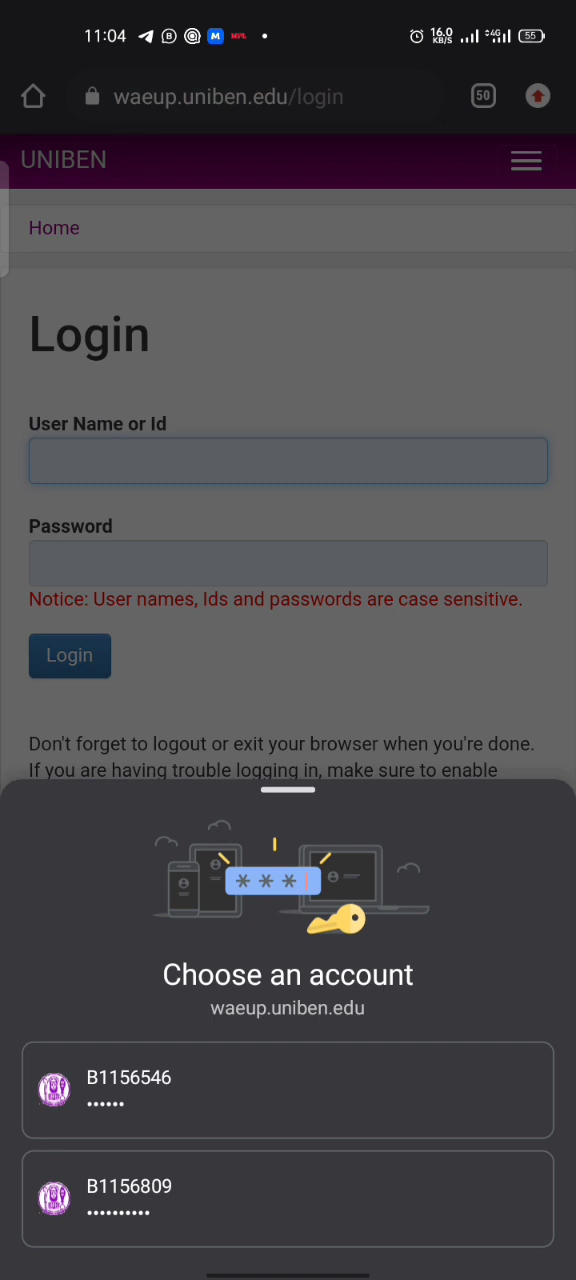 11:04
16.0
KB/S
4G
55
waeup.uniben.edu/login
50
UNIBEN
Home
Login
User Name or Id
Password
Notice: User names, Ids and passwords are case sensitive.
Login
Don't forget to logout or exit your browser when you're done.
If you are having trouble logging in, make sure to enable
* * *
Choose an account
waeup.uniben.edu
B1156546
••••••
B1156809
••••••••••